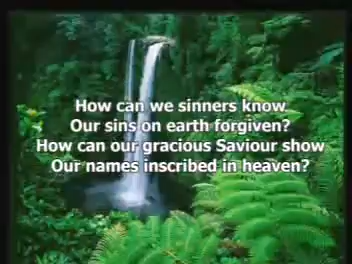 How can we sinners know
Our sins on earth forgiven?
How can our gracious Saviour show
Our names inscribed in heaven?